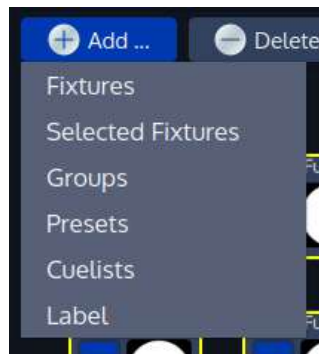 Add ... Delete
Fixtures
Selected Fixtures
Groups
Presets
Cuelists
Label